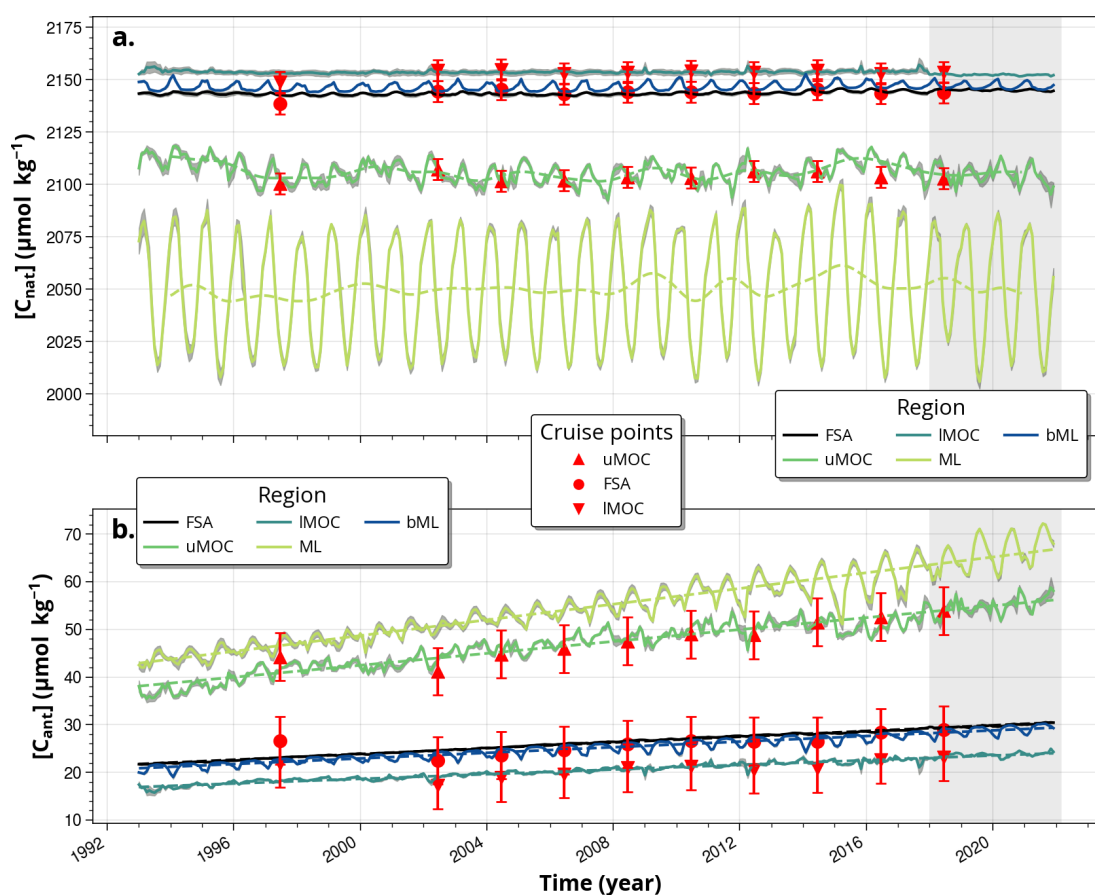 a.
2175
2150
2125
2100
2075
2050
2025
2000
[Cnat] (µmol kg⁻¹)
Region
FSA
lMOC
bML
uMOC
ML
Cruise points
uMOC
FSA
lMOC
Region
FSA
lMOC
bML
uMOC
ML
b.
70
60
50
40
30
20
10
[Cant] (µmol kg⁻¹)
1992
1996
2000
2004
2008
2012
2016
2020
Time (year)